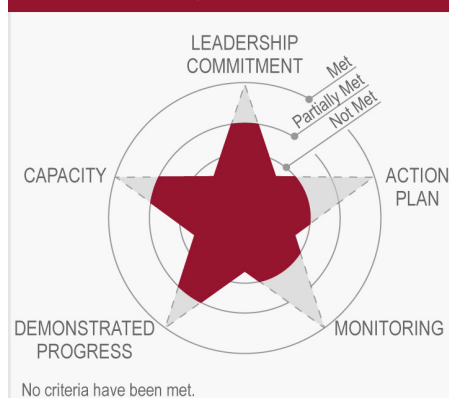 LEADERSHIP
COMMITMENT
Met
Partially Met
Not Met
CAPACITY
ACTION
PLAN
DEMONSTRATED
PROGRESS
MONITORING
No criteria have been met.